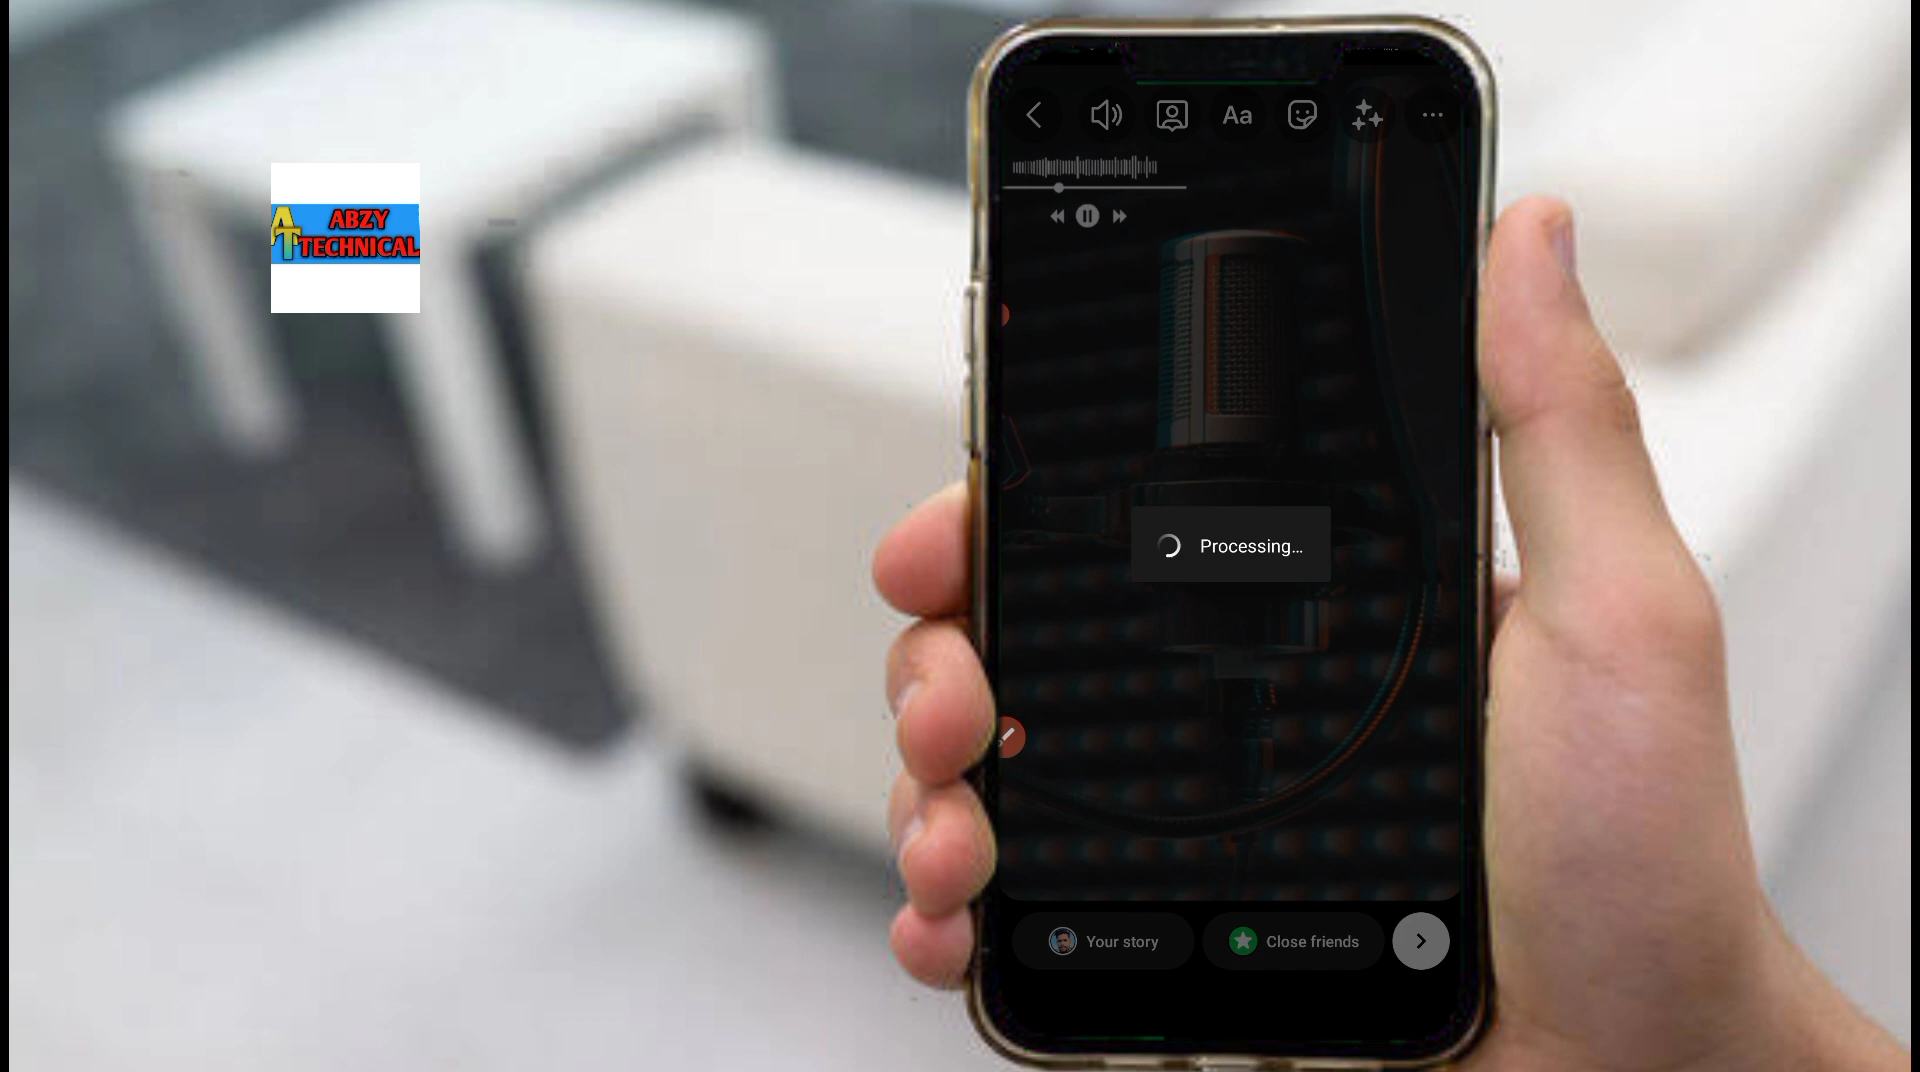 ABZY
TECHNICAL
Aa
Processing...
Your story
Close friends